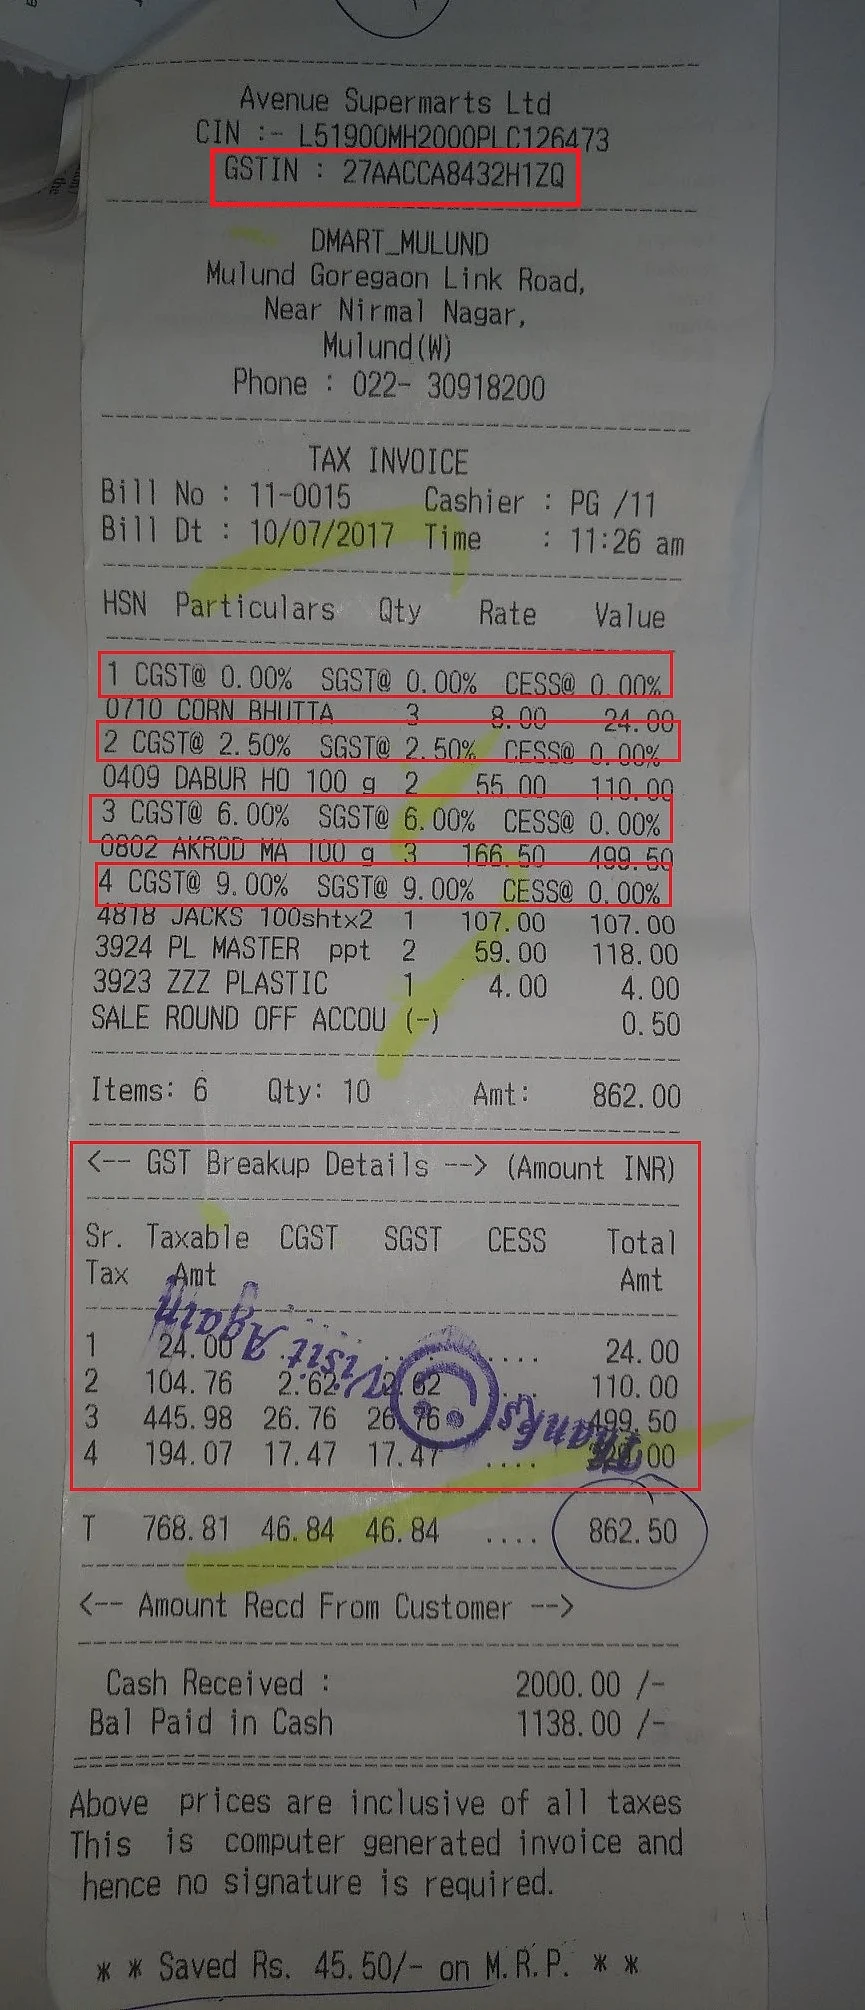 Avenue Supermarts Ltd
CIN :- L51900MH2000PLC126473
GSTIN : 27AACCA8432H1ZQ
DMART_MULUND
Mulund Goregaon Link Road,
Near Nirmal Nagar,
Mulund(W)
Phone : 022- 30918200
TAX INVOICE
Bill No : 11-0015 Cashier : PG /11
Bill Dt : 10/07/2017 Time : 11:26 am
HSN Particulars Qty Rate Value
1 CGST@ 0.00% SGST@ 0.00% CESS@ 0.00%
0710 CORN BHUTTA 3 8.00 24.00
2 CGST@ 2.50% SGST@ 2.50% CESS@ 0.00%
0409 DABUR HO 100 g 2 55.00 110.00
3 CGST@ 6.00% SGST@ 6.00% CESS@ 0.00%
0802 AKROD MA 100 g 3 166.50 499.50
4 CGST@ 9.00% SGST@ 9.00% CESS@ 0.00%
4818 JACKS 100shtx2 1 107.00 107.00
3924 PL MASTER ppt 2 59.00 118.00
3923 ZZZ PLASTIC 1 4.00 4.00
SALE ROUND OFF ACCOU (-) 0.50
Items: 6 Qty: 10 Amt: 862.00
<-- GST Breakup Details --> (Amount INR)
Sr. Taxable CGST SGST CESS Total
Tax Amt Amt
1 24.00 .... .... .... 24.00
2 104.76 2.62 2.62 .... 110.00
3 445.98 26.76 26.76 499.50
4 194.07 17.47 17.47 ....
Thanks Visit Again
T 768.81 46.84 46.84 .... 862.50
<-- Amount Recd From Customer -->
Cash Received : 2000.00 /-
Bal Paid in Cash 1138.00 /-
Above prices are inclusive of all taxes
This is computer generated invoice and
hence no signature is required.
* * Saved Rs. 45.50/- on M.R.P. * *